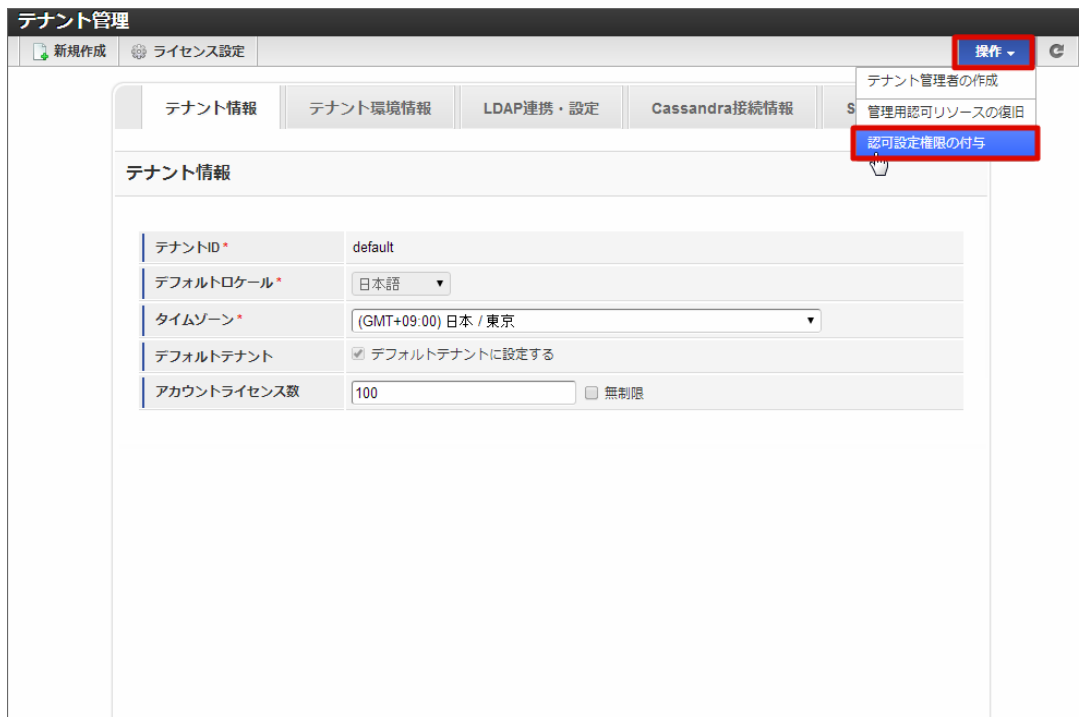 テナント管理
新規作成 ライセンス設定 操作
テナント管理者の作成
管理用認可リソースの復旧
認可設定権限の付与
テナント情報 テナント環境情報 LDAP連携・設定 Cassandra接続情報 S
テナント情報
テナントID * default
デフォルトロケール * 日本語
タイムゾーン * (GMT+09:00) 日本 / 東京
デフォルトテナント デフォルトテナントに設定する
アカウントライセンス数 100 無制限